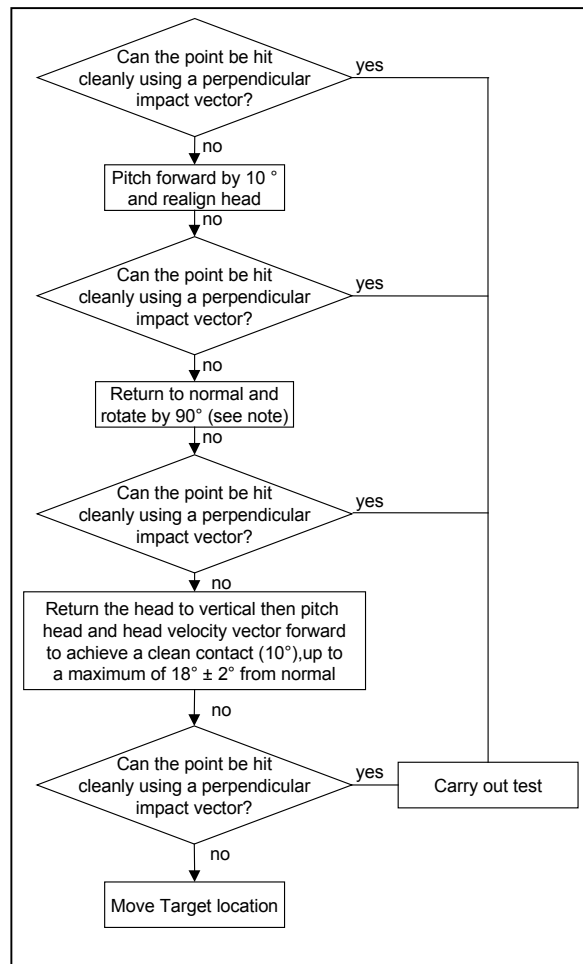 Can the point be hit
cleanly using a perpendicular
impact vector?
yes
no
Pitch forward by 10 °
and realign head
no
Can the point be hit
cleanly using a perpendicular
impact vector?
yes
no
Return to normal and
rotate by 90° (see note)
no
Can the point be hit
cleanly using a perpendicular
impact vector?
yes
no
Return the head to vertical then pitch
head and head velocity vector forward
to achieve a clean contact (10°),up to
a maximum of 18° ± 2° from normal
no
Can the point be hit
cleanly using a perpendicular
impact vector?
yes
Carry out test
no
Move Target location